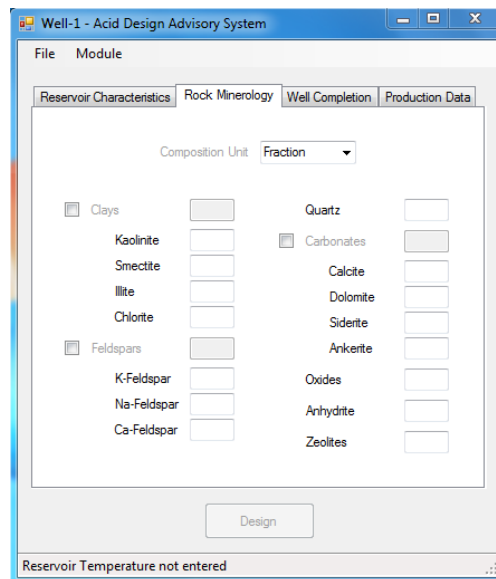 Well-1 - Acid Design Advisory System
File Module
Reservoir Characteristics Rock Minerology Well Completion Production Data
Composition Unit Fraction
Clays
Kaolinite
Smectite
Illite
Chlorite
Feldspars
K-Feldspar
Na-Feldspar
Ca-Feldspar
Quartz
Carbonates
Calcite
Dolomite
Siderite
Ankerite
Oxides
Anhydrite
Zeolites
Design
Reservoir Temperature not entered